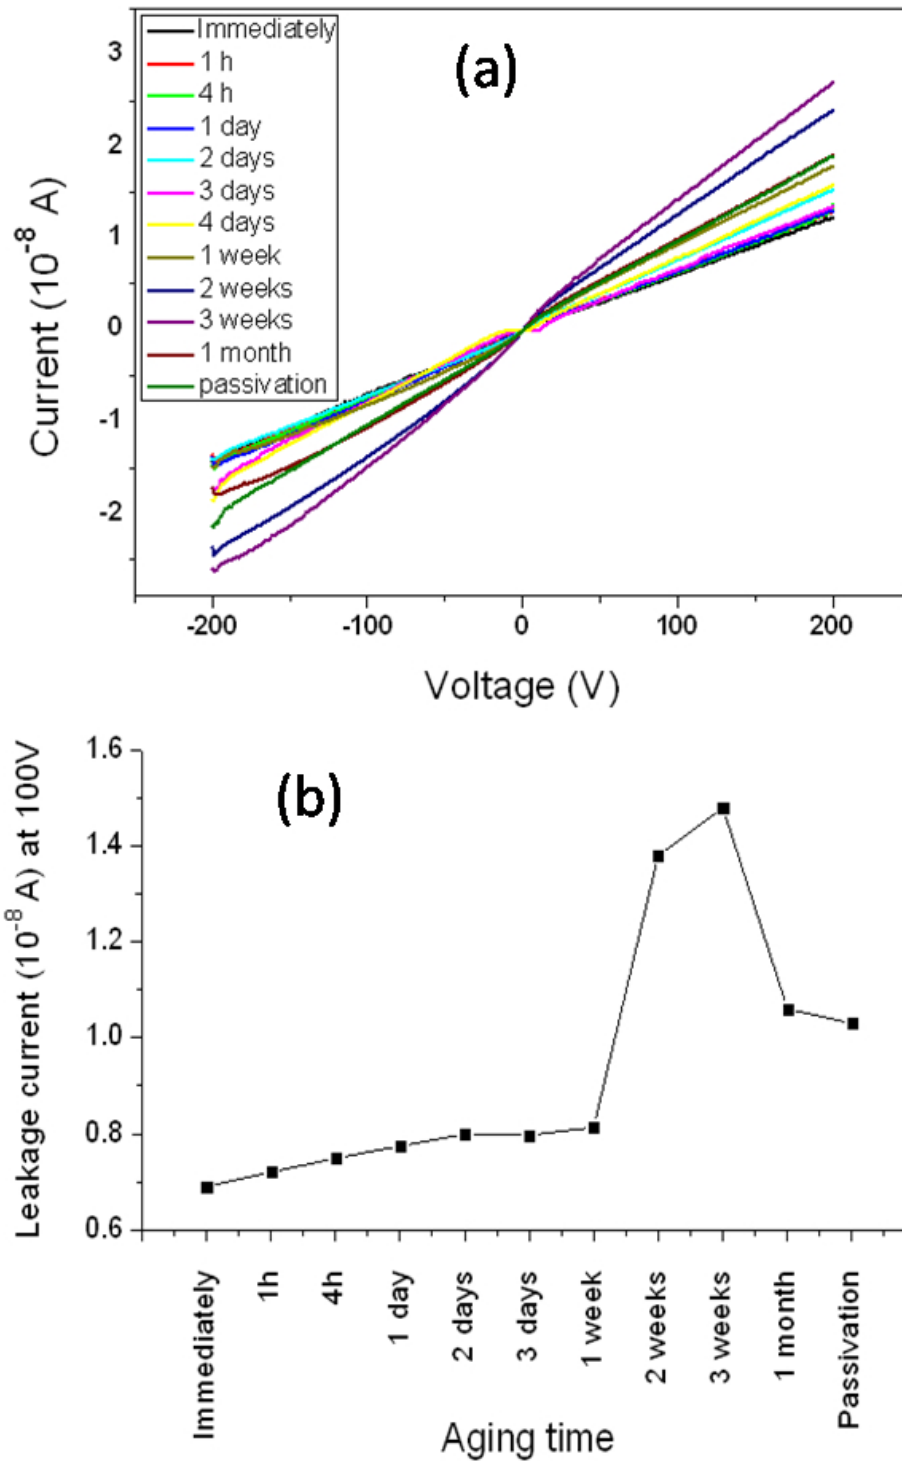 (a)
Immediately
1 h
4 h
1 day
2 days
3 days
4 days
1 week
2 weeks
3 weeks
1 month
passivation
Current (10⁻⁸ A)
3
2
1
0
-1
-2
-200 -100 0 100 200
Voltage (V)
(b)
Leakage current (10⁻⁸ A) at 100V
1.6
1.4
1.2
1.0
0.8
0.6
Immediately
1h
4h
1 day
2 days
3 days
1 week
2 weeks
3 weeks
1 month
Passivation
Aging time